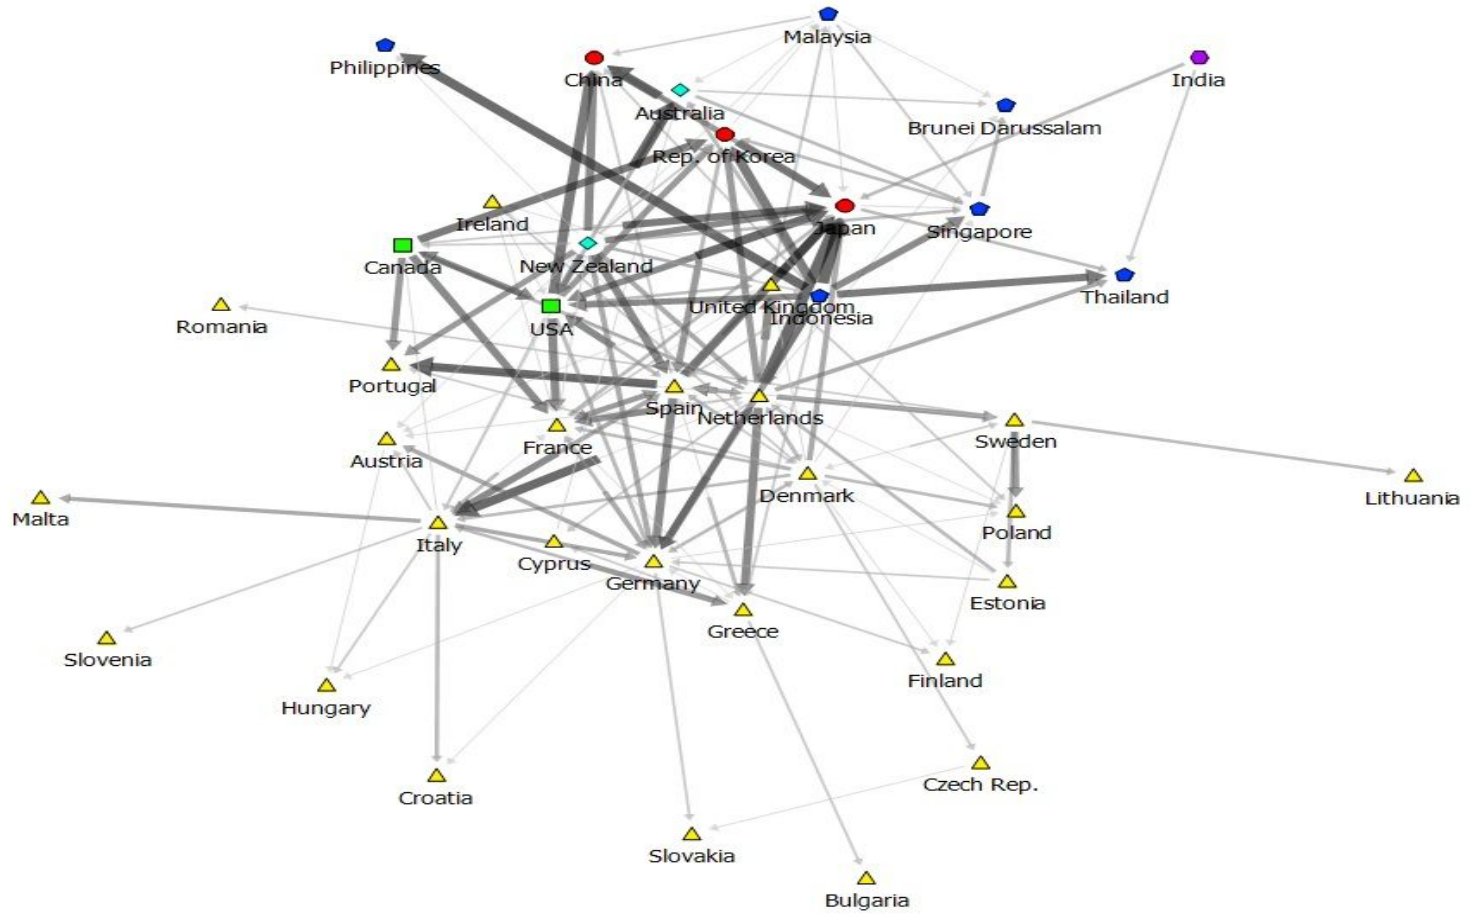 Malaysia
Philippines
China
India
Australia
Brunei Darussalam
Rep. of Korea
Ireland
Japan
Singapore
Canada
New Zealand
Thailand
United Kingdom
Indonesia
Romania
USA
Portugal
Spain
Netherlands
France
Sweden
Austria
Denmark
Lithuania
Malta
Poland
Italy
Cyprus
Germany
Estonia
Greece
Slovenia
Finland
Hungary
Czech Rep.
Croatia
Slovakia
Bulgaria